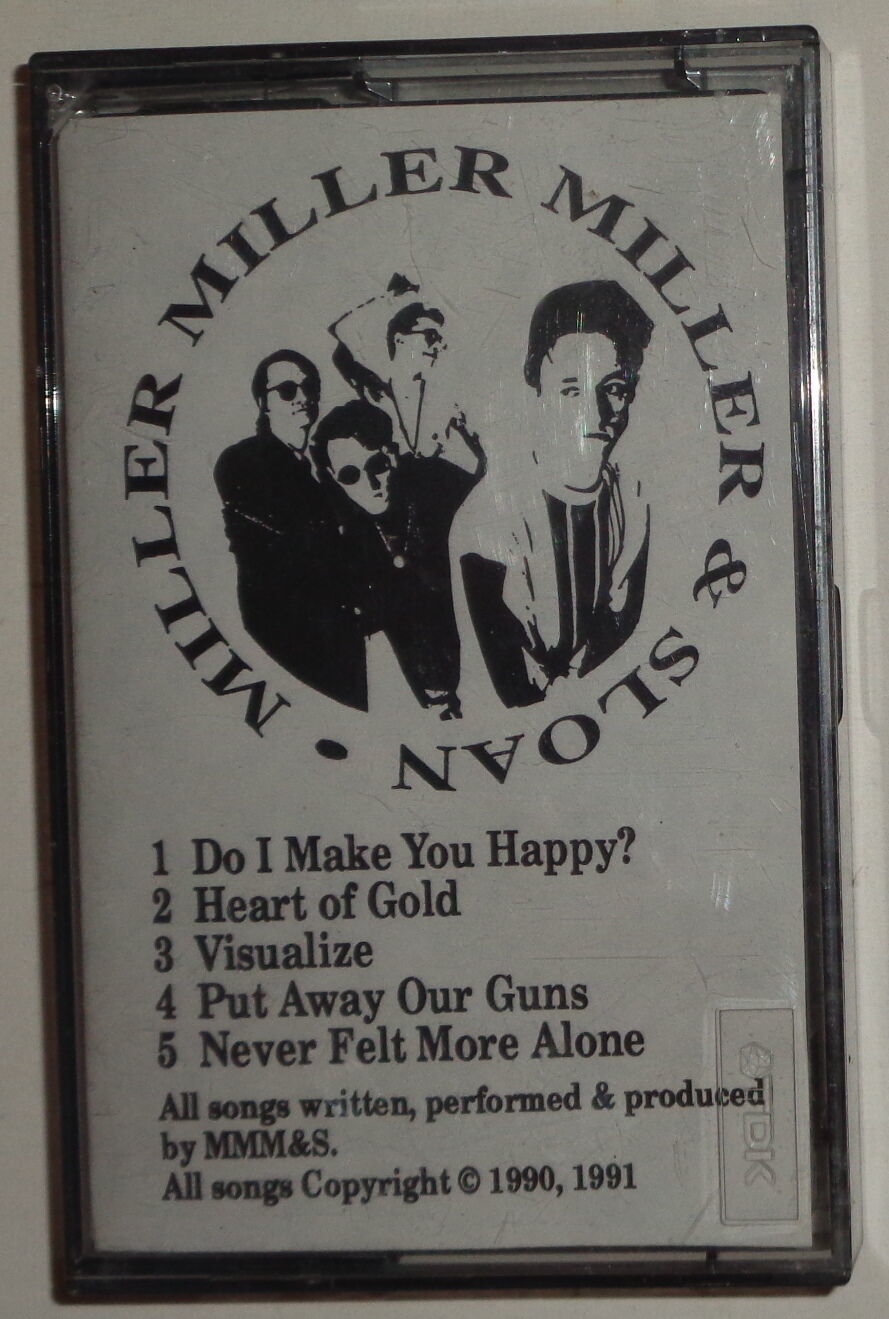 MILLER MILLER MILLER & SLOAN •
1 Do I Make You Happy?
2 Heart of Gold
3 Visualize
4 Put Away Our Guns
5 Never Felt More Alone
All songs written, performed & produced
by MMM&S.
All songs Copyright © 1990, 1991
TDK